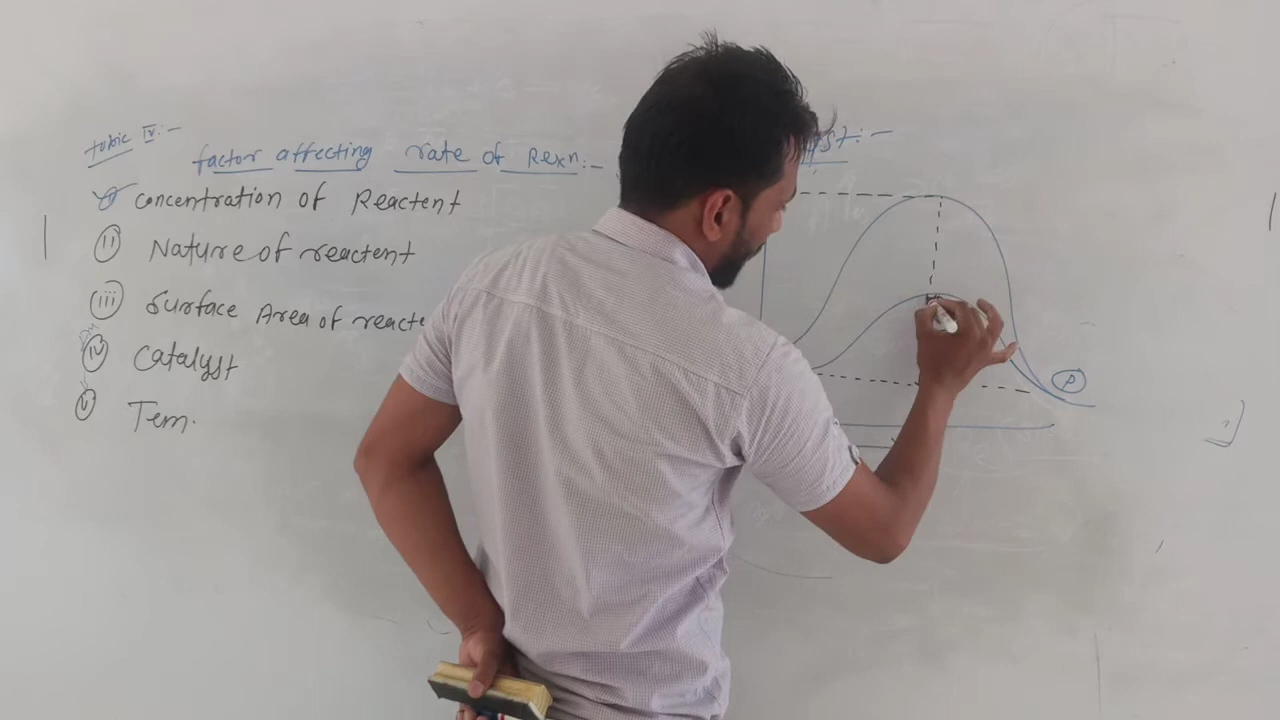 topic IV:-
factor affecting rate of Rexn:-
(i) concentration of Reactent
(ii) Nature of reactent
(iii) Surface Area of reacte
(iv) Catalyst
(v) Tem.
yst:-
P